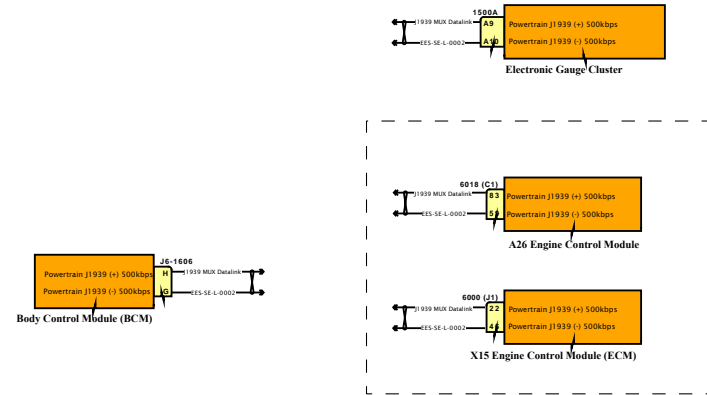 1500A
J1939 MUX Datalink
A9
Powertrain J1939 (+) 500kbps
EES-SE-L-0002
A10
Powertrain J1939 (-) 500kbps
Electronic Gauge Cluster
6018 (C1)
J1939 MUX Datalink
83
Powertrain J1939 (+) 500kbps
EES-SE-L-0002
Powertrain J1939 (-) 500kbps
A26 Engine Control Module
J6-1606
Powertrain J1939 (+) 500kbps
H
J1939 MUX Datalink
Powertrain J1939 (-) 500kbps
G
EES-SE-L-0002
Body Control Module (BCM)
6000 (J1)
J1939 MUX Datalink
22
Powertrain J1939 (+) 500kbps
EES-SE-L-0002
Powertrain J1939 (-) 500kbps
X15 Engine Control Module (ECM)